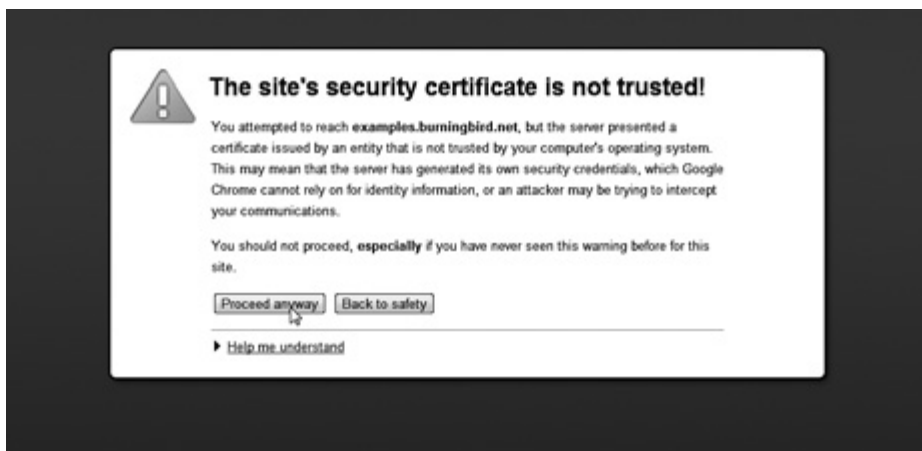 The site's security certificate is not trusted!
You attempted to reach examples.burningbird.net, but the server presented a
certificate issued by an entity that is not trusted by your computer's operating system.
This may mean that the server has generated its own security credentials, which Google
Chrome cannot rely on for identity information, or an attacker may be trying to intercept
your communications.
You should not proceed, especially if you have never seen this warning before for this
site.
Proceed anyway Back to safety
Help me understand